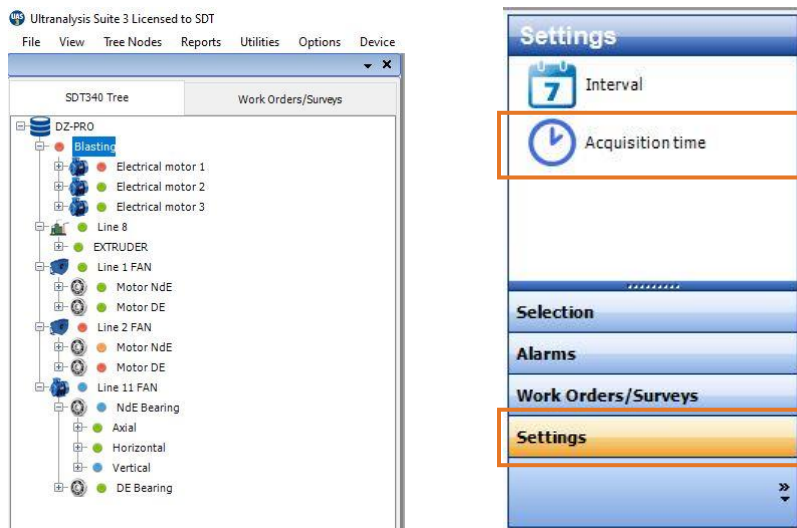 UAS3
Ultranalysis Suite 3 Licensed to SDT
File View Tree Nodes Reports Utilities Options Device
SDT340 Tree
Work Orders/Surveys
DZ-PRO
Blasting
Electrical motor 1
Electrical motor 2
Electrical motor 3
Line 8
EXTRUDER
Line 1 FAN
Motor NdE
Motor DE
Line 2 FAN
Motor NdE
Motor DE
Line 11 FAN
NdE Bearing
Axial
Horizontal
Vertical
DE Bearing
Settings
7
Interval
Acquisition time
Selection
Alarms
Work Orders/Surveys
Settings